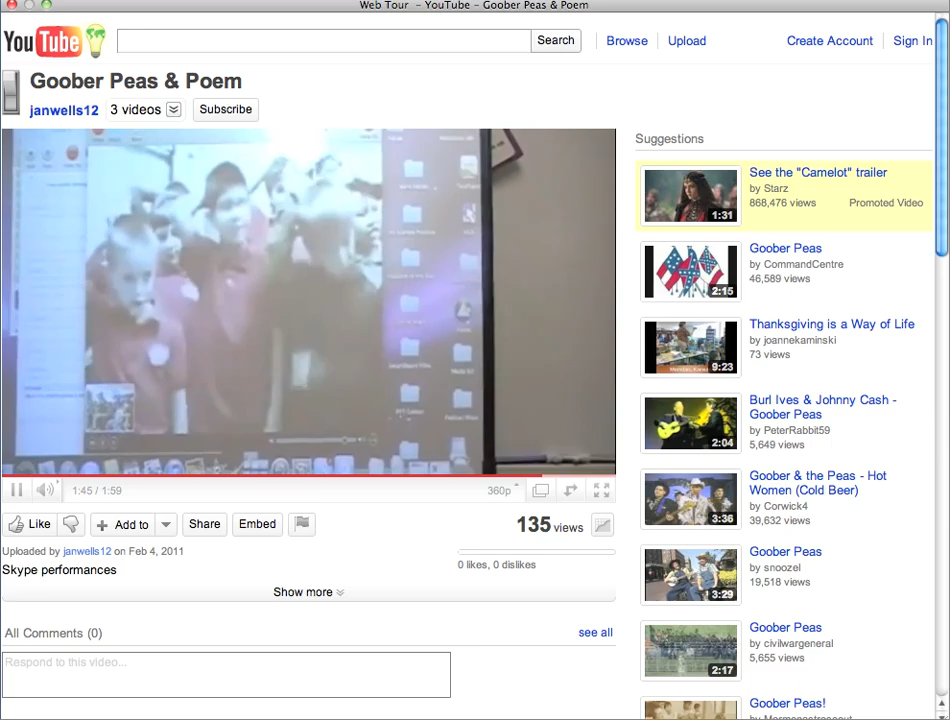 Web Tour - YouTube - Goober Peas & Poem
YouTube
Search
Browse
Upload
Create Account
Sign In
Goober Peas & Poem
janwells12
3 videos
Subscribe
1:45 / 1:59
360p
Like
Add to
Share
Embed
135 views
Uploaded by janwells12 on Feb 4, 2011
Skype performances
0 likes, 0 dislikes
Show more
All Comments (0)
see all
Respond to this video...
Suggestions
1:31
See the "Camelot" trailer
by Starz
868,476 views
Promoted Video
2:15
Goober Peas
by CommandCentre
46,589 views
9:23
Thanksgiving is a Way of Life
by joannekaminski
73 views
2:04
Burl Ives & Johnny Cash -
Goober Peas
by PeterRabbit59
5,649 views
3:36
Goober & the Peas - Hot
Women (Cold Beer)
by Corwick4
39,632 views
3:29
Goober Peas
by snoozel
19,518 views
2:17
Goober Peas
by civilwargeneral
5,655 views
Goober Peas!